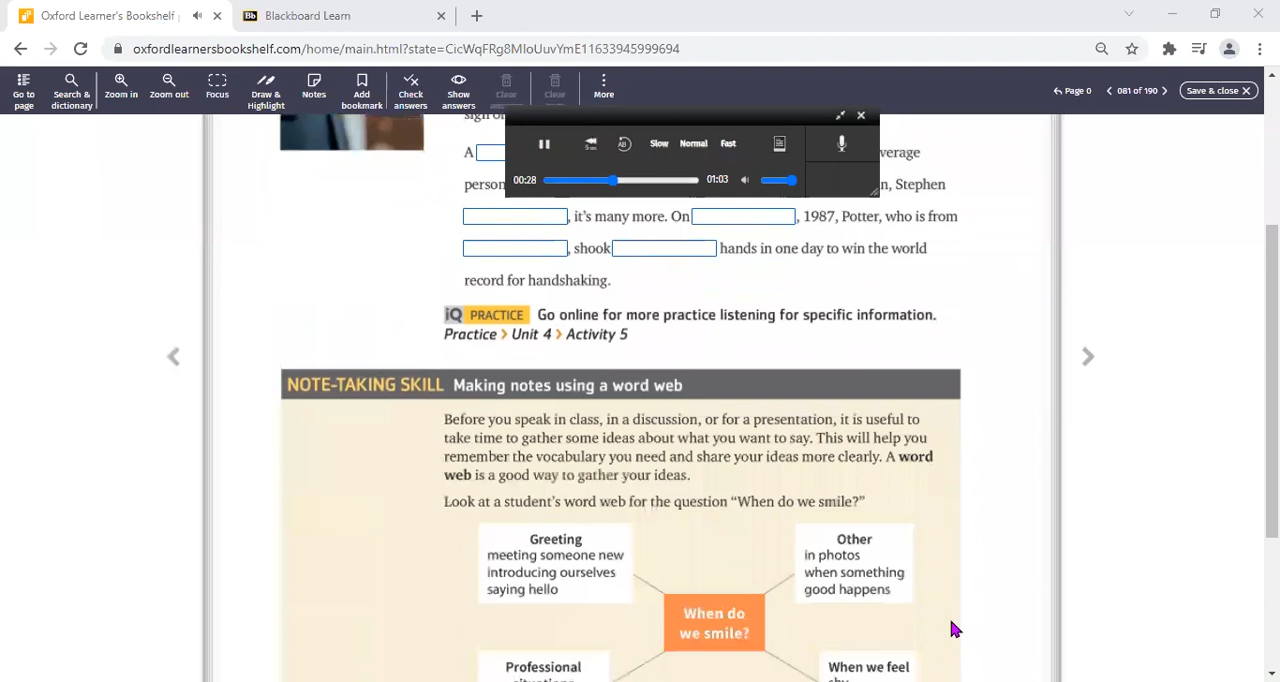 Oxford Learner's Bookshelf
Bb Blackboard Learn
oxfordlearnersbookshelf.com/home/main.html?state=CicWqFRg8MloUuvYmE11633945999694
Go to page
Search & dictionary
Zoom in
Zoom out
Focus
Draw & Highlight
Notes
Add bookmark
Check answers
Show answers
Clear
Clear
More
Page 0
081 of 190
Save & close
5 sec
AB
Slow
Normal
Fast
00:28
01:03
A
verage
person
n, Stephen
, it's many more. On , 1987, Potter, who is from
, shook hands in one day to win the world
record for handshaking.
iQ PRACTICE Go online for more practice listening for specific information.
Practice > Unit 4 > Activity 5
NOTE-TAKING SKILL Making notes using a word web
Before you speak in class, in a discussion, or for a presentation, it is useful to
take time to gather some ideas about what you want to say. This will help you
remember the vocabulary you need and share your ideas more clearly. A word
web is a good way to gather your ideas.
Look at a student's word web for the question “When do we smile?”
Greeting
meeting someone new
introducing ourselves
saying hello
Other
in photos
when something
good happens
When do
we smile?
Professional
When we feel